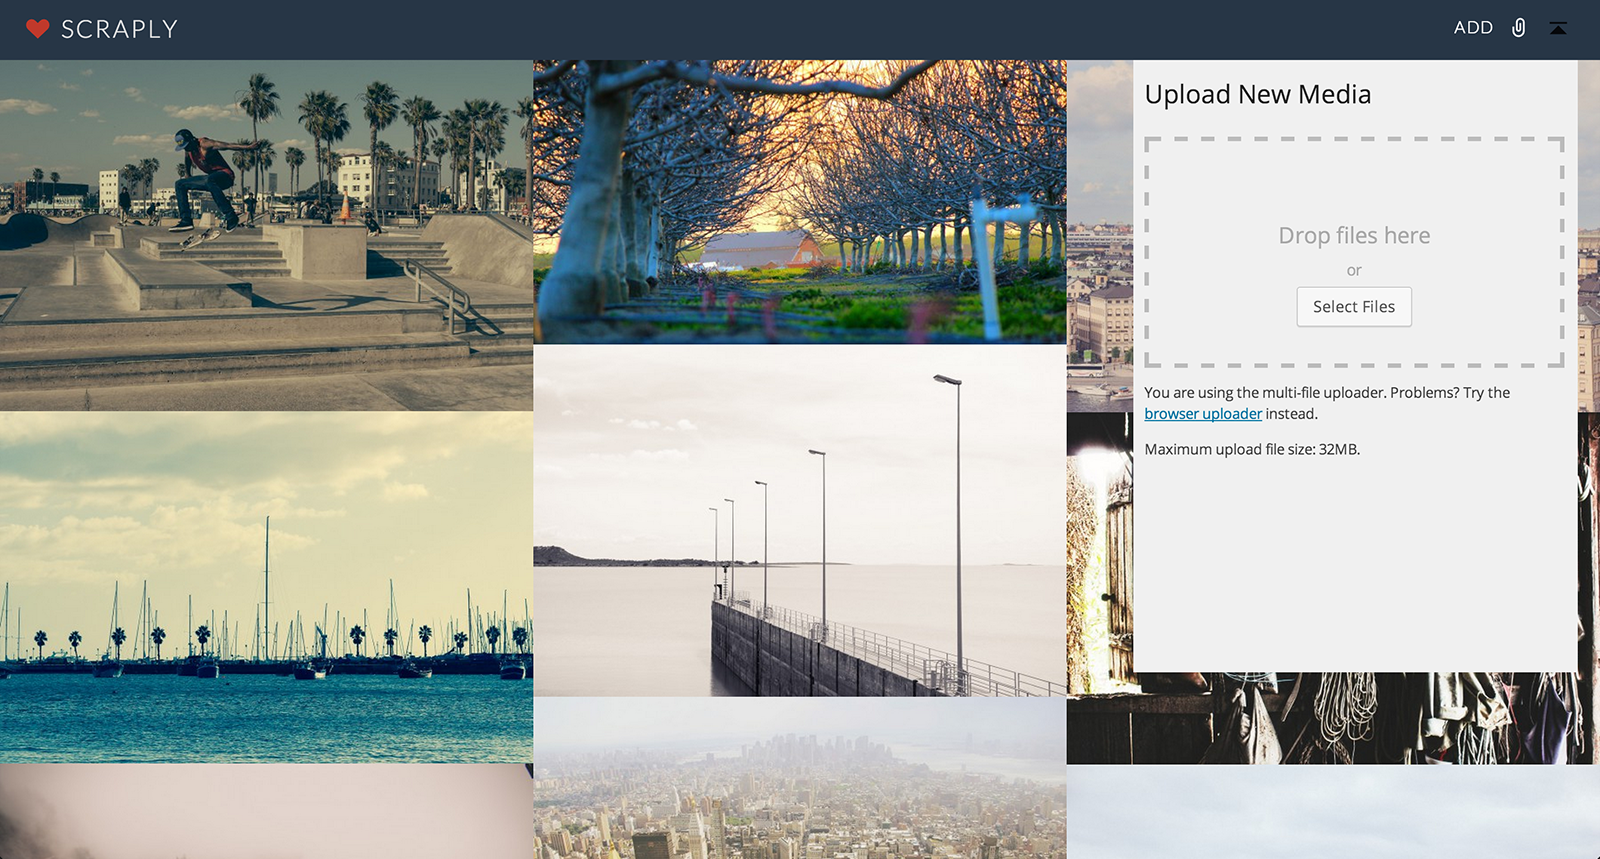 SCRAPLY
ADD
Upload New Media
Drop files here
or
Select Files
You are using the multi-file uploader. Problems? Try the
browser uploader instead.
Maximum upload file size: 32MB.